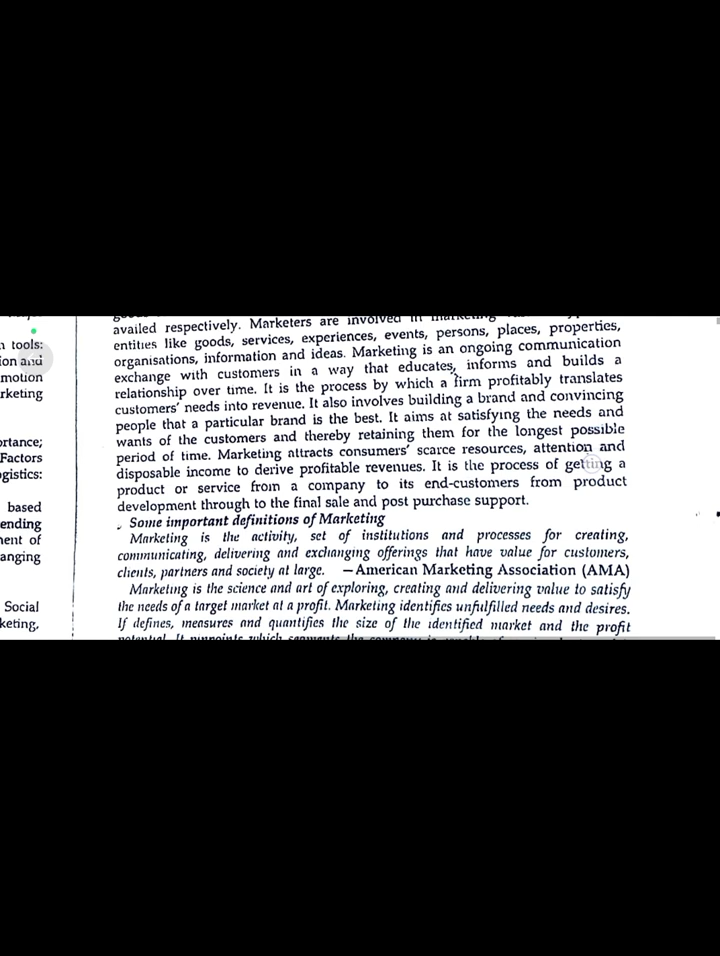 tools:
ion and
motion
rketing
ortance;
Factors
ogistics:
based
ending
ment of
anging
Social
keting,
availed respectively. Marketers are involved in marketing
entities like goods, services, experiences, events, persons, places, properties,
organisations, information and ideas. Marketing is an ongoing communication
exchange with customers in a way that educates, informs and builds a
relationship over time. It is the process by which a firm profitably translates
customers' needs into revenue. It also involves building a brand and convincing
people that a particular brand is the best. It aims at satisfying the needs and
wants of the customers and thereby retaining them for the longest possible
period of time. Marketing attracts consumers' scarce resources, attention and
disposable income to derive profitable revenues. It is the process of getting a
product or service from a company to its end-customers from product
development through to the final sale and post purchase support.
Some important definitions of Marketing
Marketing is the activity, set of institutions and processes for creating,
communicating, delivering and exchanging offerings that have value for customers,
clients, partners and society at large. —American Marketing Association (AMA)
Marketing is the science and art of exploring, creating and delivering value to satisfy
the needs of a target market at a profit. Marketing identifies unfulfilled needs and desires.
If defines, measures and quantifies the size of the identified market and the profit
potential. It pinpoints which segments the company is